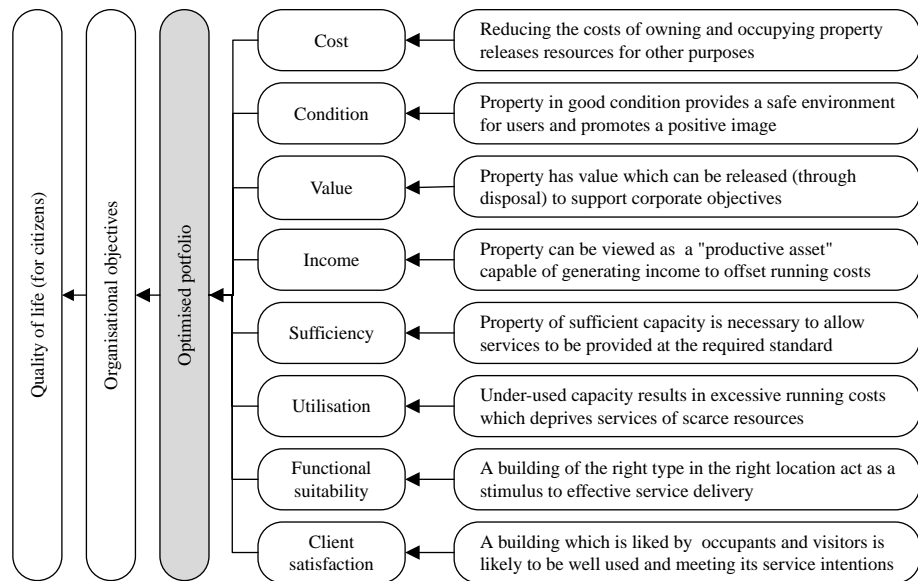 Quality of life (for citizens)
Organisational objectives
Optimised potfolio
Cost
Reducing the costs of owning and occupying property
releases resources for other purposes
Condition
Property in good condition provides a safe environment
for users and promotes a positive image
Value
Property has value which can be released (through
disposal) to support corporate objectives
Income
Property can be viewed as a "productive asset"
capable of generating income to offset running costs
Sufficiency
Property of sufficient capacity is necessary to allow
services to be provided at the required standard
Utilisation
Under-used capacity results in excessive running costs
which deprives services of scarce resources
Functional
suitability
A building of the right type in the right location act as a
stimulus to effective service delivery
Client
satisfaction
A building which is liked by occupants and visitors is
likely to be well used and meeting its service intentions